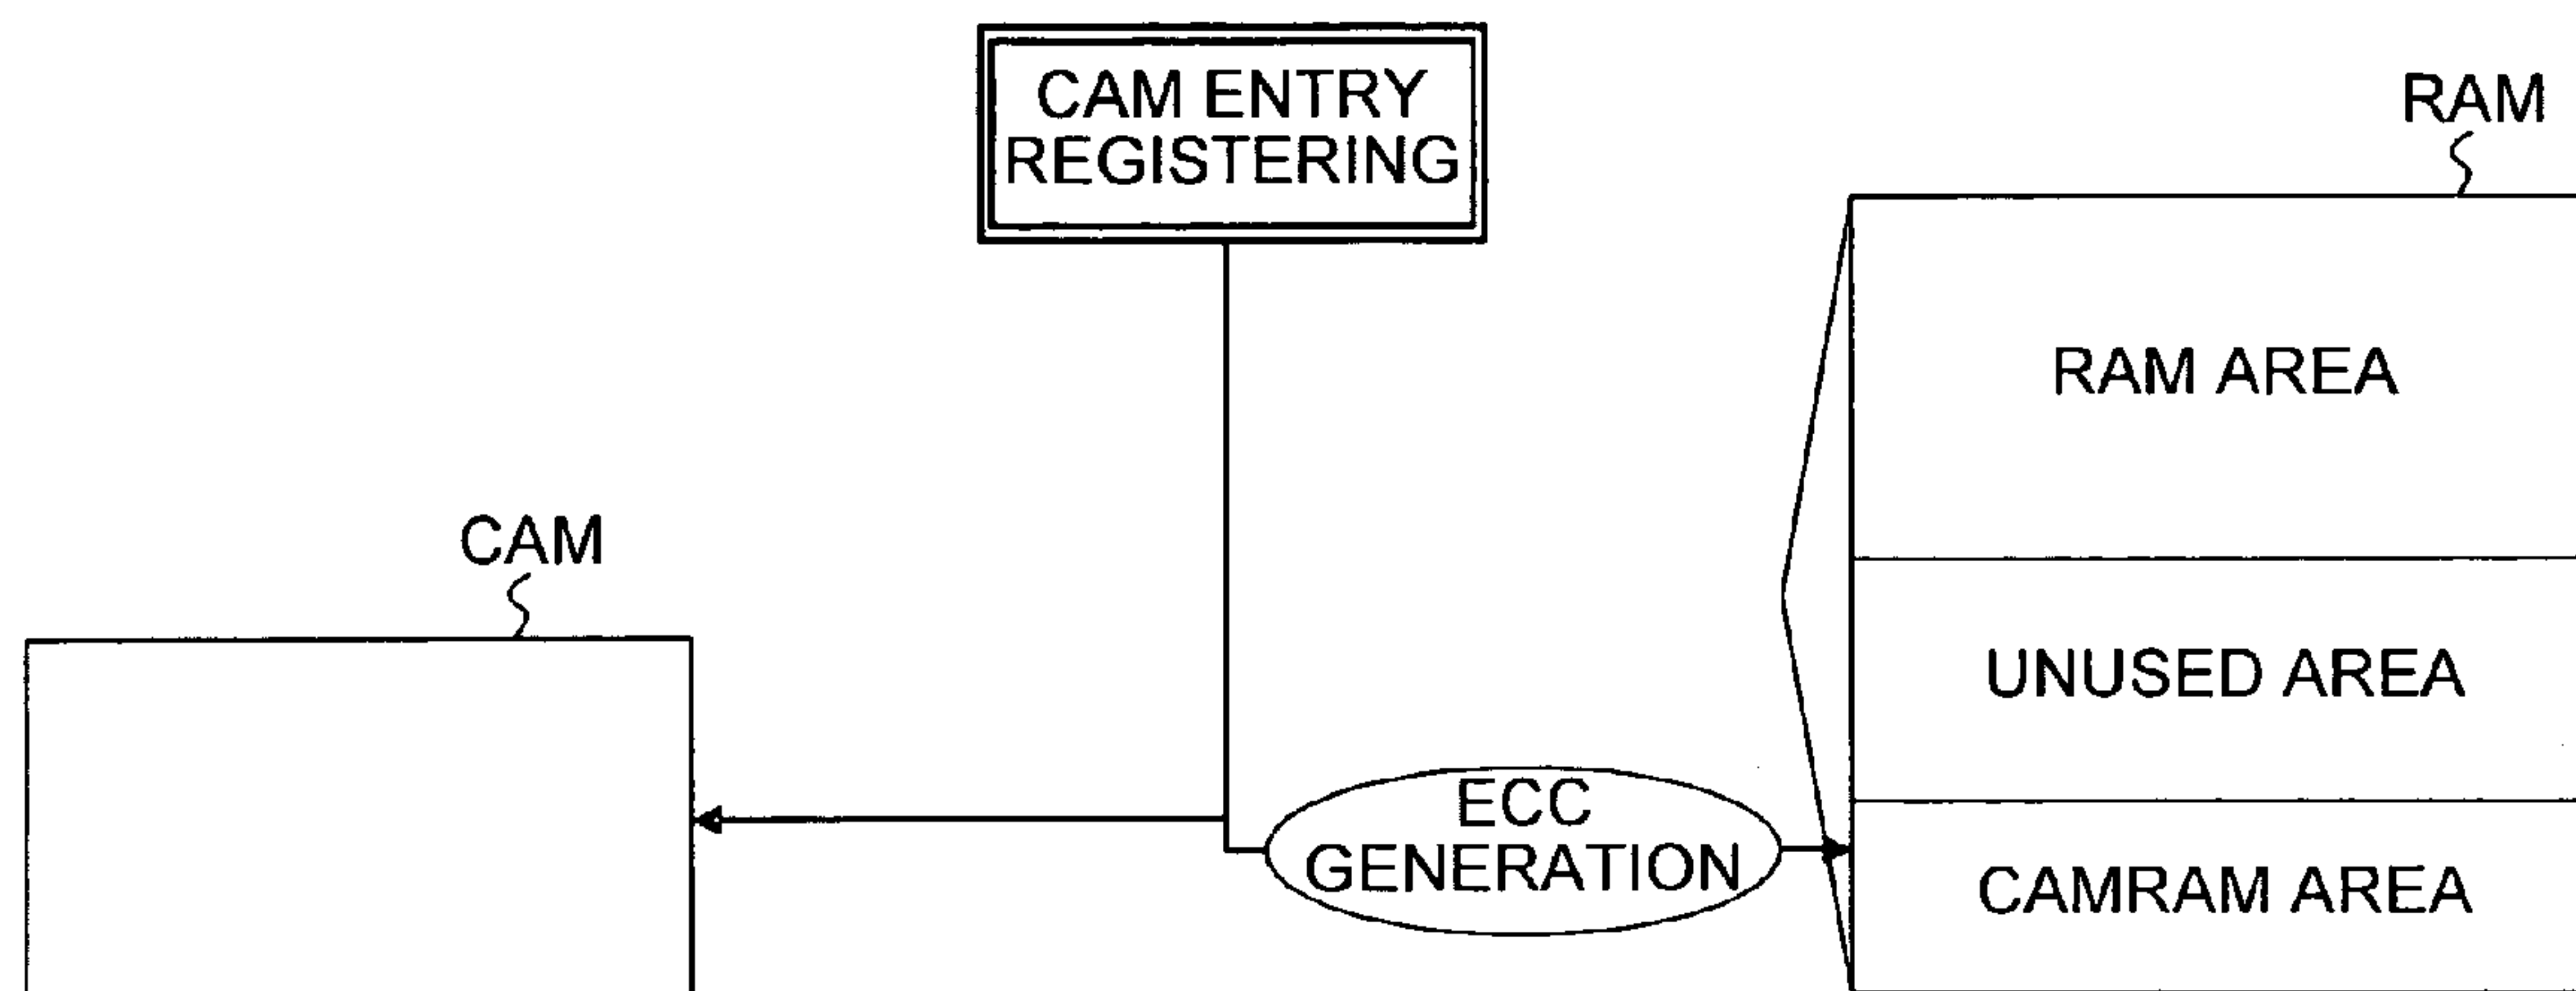 CAM ENTRY
REGISTERING
RAM
RAM AREA
CAM
UNUSED AREA
ECC
GENERATION
CAMRAM AREA